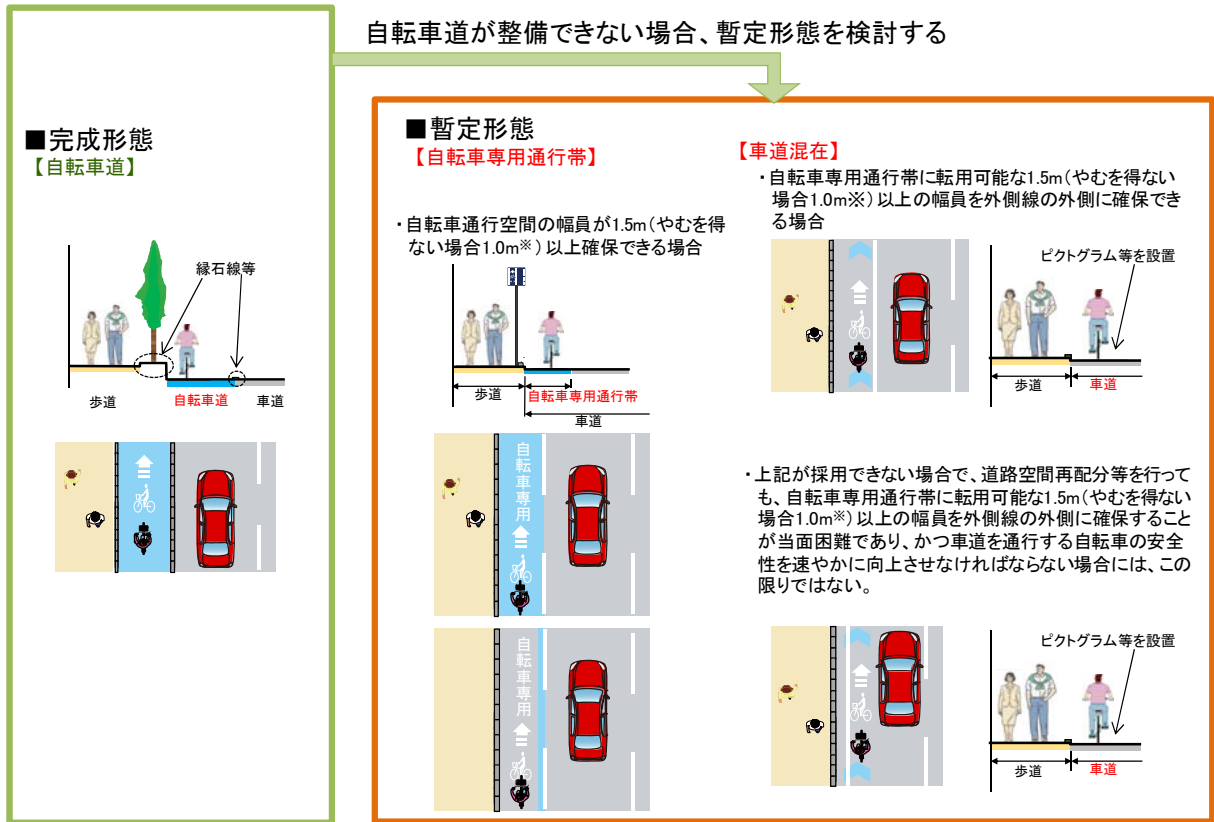 自転車道が整備できない場合、暫定形態を検討する
■完成形態
【自転車道】
縁石線等
歩道
自転車道
車道
■暫定形態
【自転車専用通行帯】
・自転車通行空間の幅員が1.5m（やむを得
ない場合1.0m※）以上確保できる場合
歩道
自転車専用通行帯
車道
自転車専用
自転車専用
【車道混在】
・自転車専用通行帯に転用可能な1.5m（やむを得ない
場合1.0m※）以上の幅員を外側線の外側に確保でき
る場合
ピクトグラム等を設置
歩道
車道
・上記が採用できない場合で、道路空間再配分等を行って
も、自転車専用通行帯に転用可能な1.5m（やむを得ない
場合1.0m※）以上の幅員を外側線の外側に確保すること
が当面困難であり、かつ車道を通行する自転車の安全
性を速やかに向上させなければならない場合には、この
限りではない。
ピクトグラム等を設置
歩道
車道